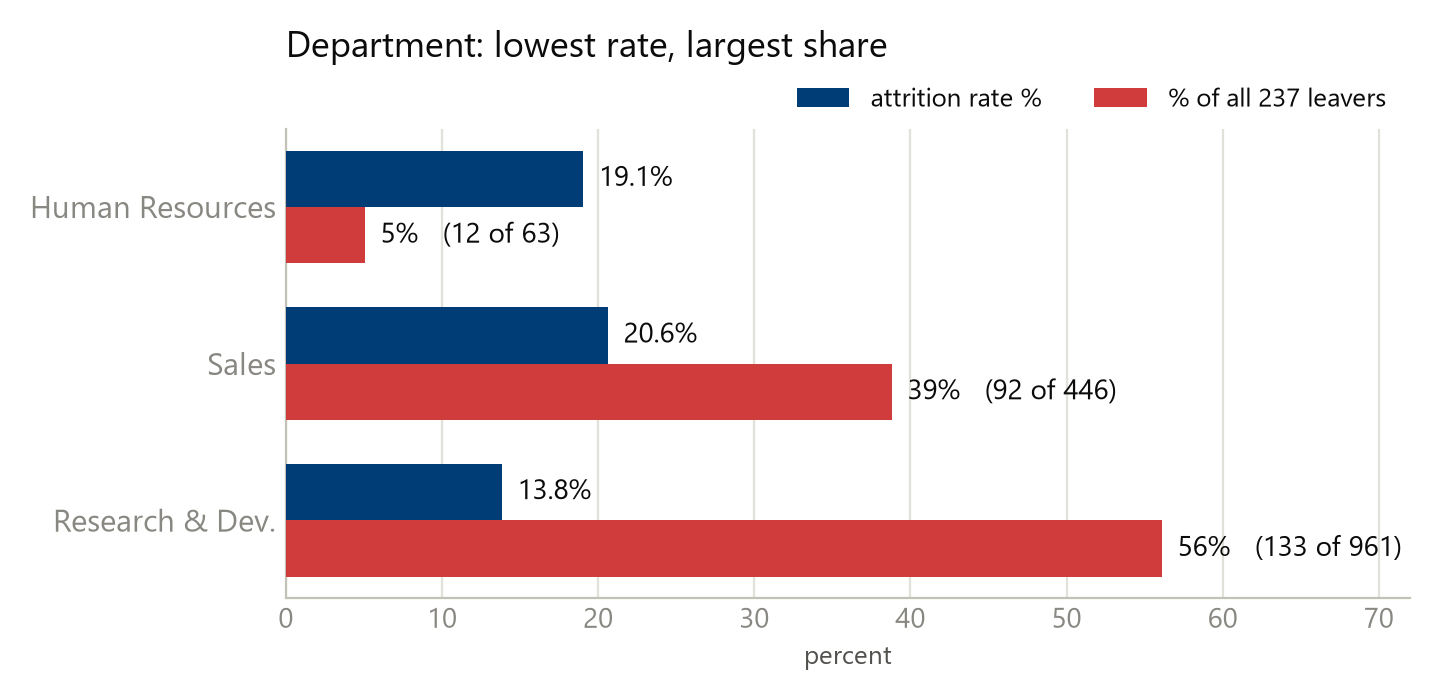 Department: lowest rate, largest share
attrition rate % % of all 237 leavers
Human Resources
19.1%
5% (12 of 63)
Sales
20.6%
39% (92 of 446)
Research & Dev.
13.8%
56% (133 of 961)
0 10 20 30 40 50 60 70
percent